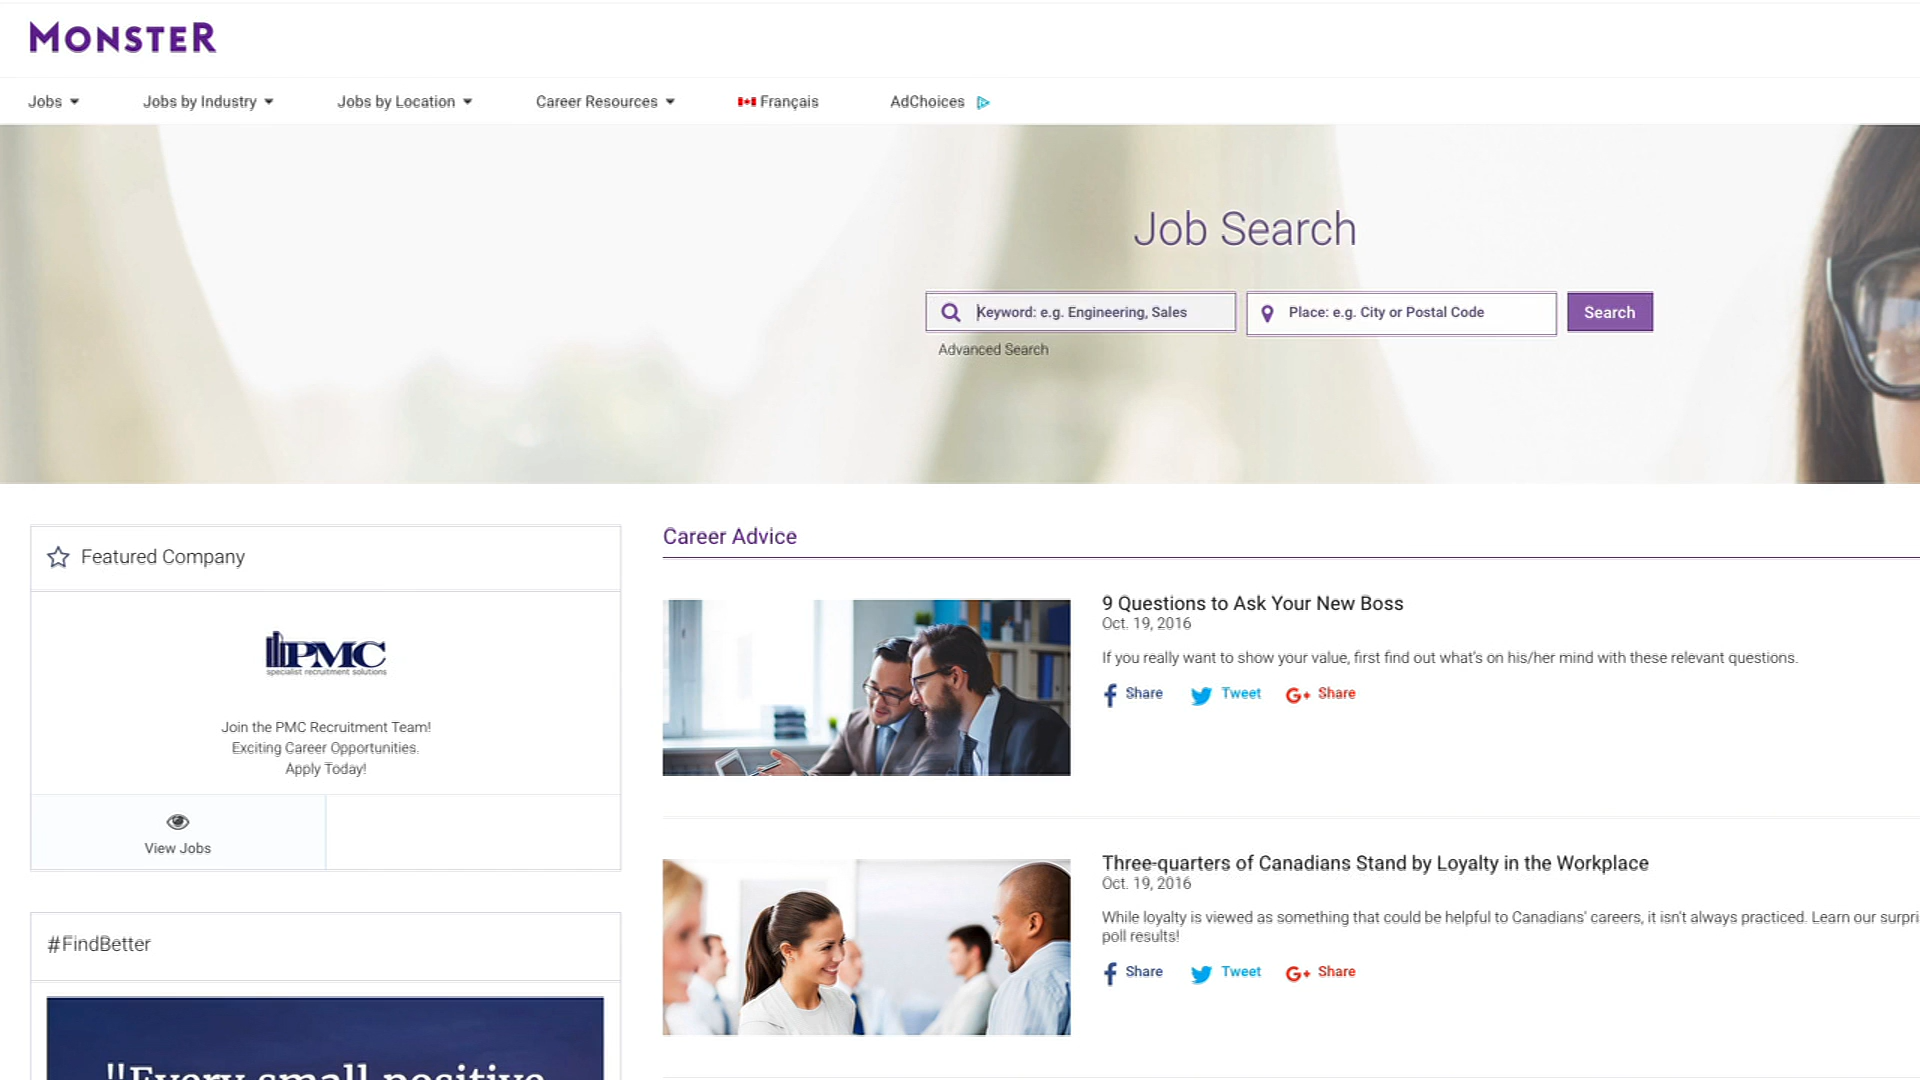 MONSTER
Jobs
Jobs by Industry
Jobs by Location
Career Resources
Français
AdChoices
Job Search
Keyword: e.g. Engineering, Sales
Place: e.g. City or Postal Code
Search
Advanced Search
Featured Company
PMC
specialist recruitment solutions
Join the PMC Recruitment Team!
Exciting Career Opportunities.
Apply Today!
View Jobs
#FindBetter
"Every small positive
Career Advice
9 Questions to Ask Your New Boss
Oct. 19, 2016
If you really want to show your value, first find out what's on his/her mind with these relevant questions.
Share Tweet G+ Share
Three-quarters of Canadians Stand by Loyalty in the Workplace
Oct. 19, 2016
While loyalty is viewed as something that could be helpful to Canadians' careers, it isn't always practiced. Learn our
poll results!
Share Tweet G+ Share